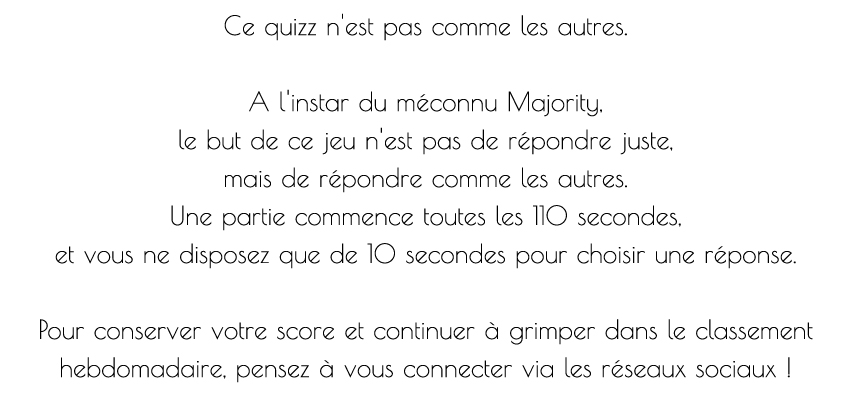 Ce quizz n'est pas comme les autres.
A l'instar du méconnu Majority,
le but de ce jeu n'est pas de répondre juste,
mais de répondre comme les autres.
Une partie commence toutes les 110 secondes,
et vous ne disposez que de 10 secondes pour choisir une réponse.
Pour conserver votre score et continuer à grimper dans le classement
hebdomadaire, pensez à vous connecter via les réseaux sociaux !